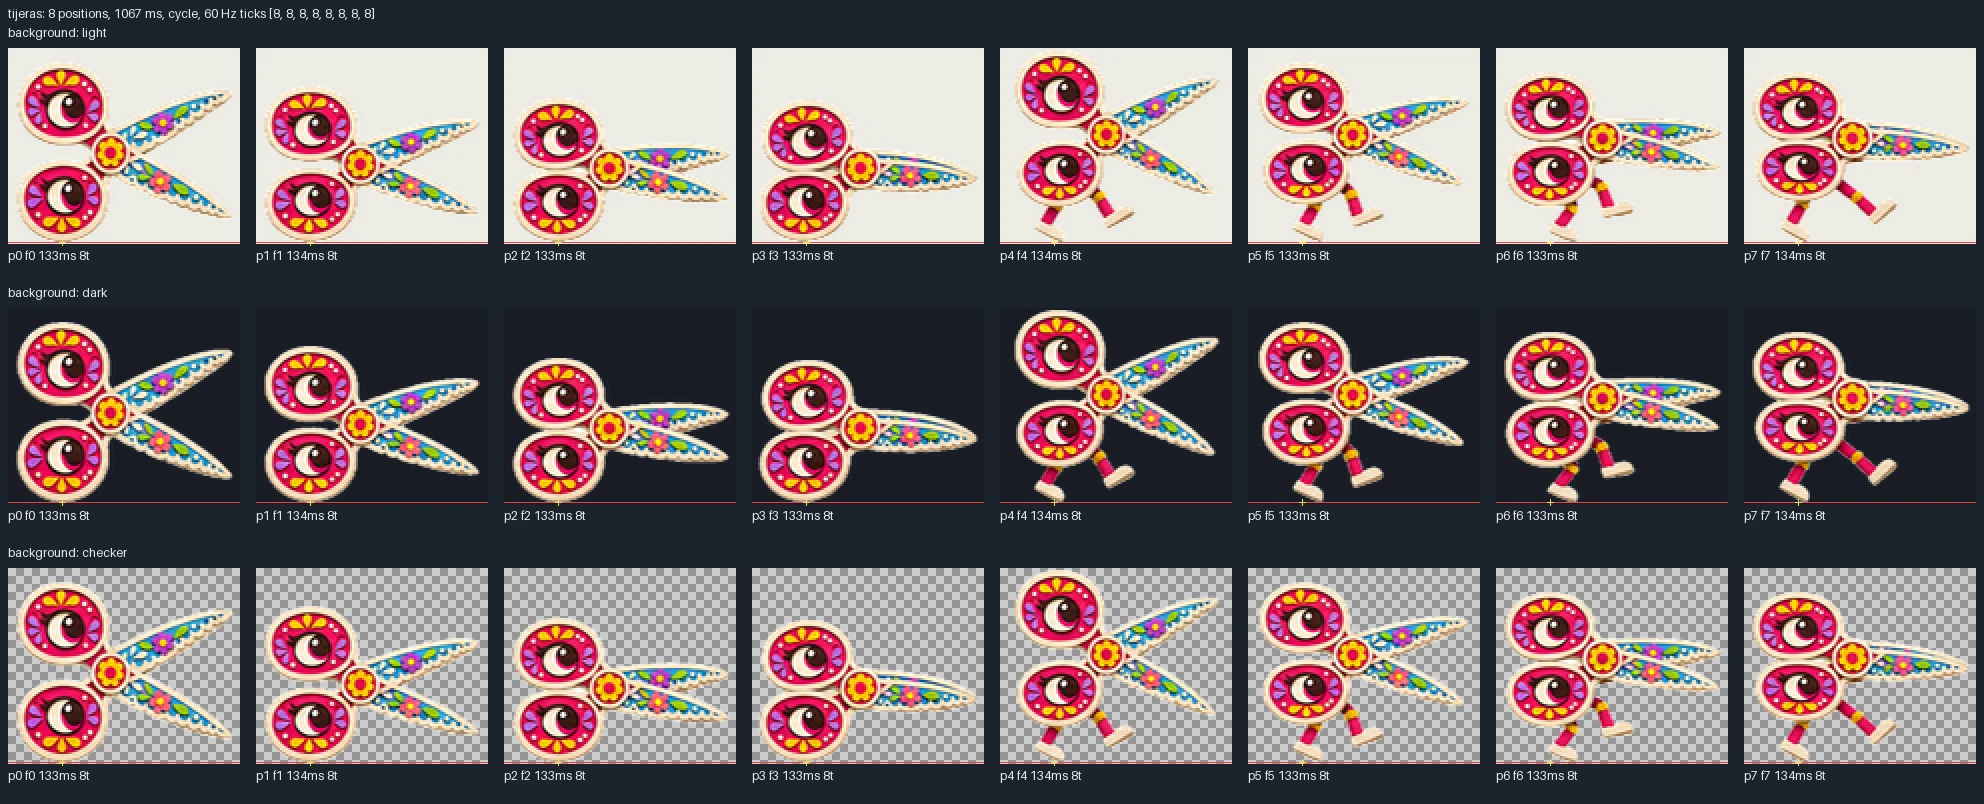 tijeras: 8 positions, 1067 ms, cycle, 60 Hz ticks [8, 8, 8, 8, 8, 8, 8, 8]
background: light
p0 f0 133ms 8t
p1 f1 134ms 8t
p2 f2 133ms 8t
p3 f3 133ms 8t
p4 f4 134ms 8t
p5 f5 133ms 8t
p6 f6 133ms 8t
p7 f7 134ms 8t
background: dark
p0 f0 133ms 8t
p1 f1 134ms 8t
p2 f2 133ms 8t
p3 f3 133ms 8t
p4 f4 134ms 8t
p5 f5 133ms 8t
p6 f6 133ms 8t
p7 f7 134ms 8t
background: checker
p0 f0 133ms 8t
p1 f1 134ms 8t
p2 f2 133ms 8t
p3 f3 133ms 8t
p4 f4 134ms 8t
p5 f5 133ms 8t
p6 f6 133ms 8t
p7 f7 134ms 8t